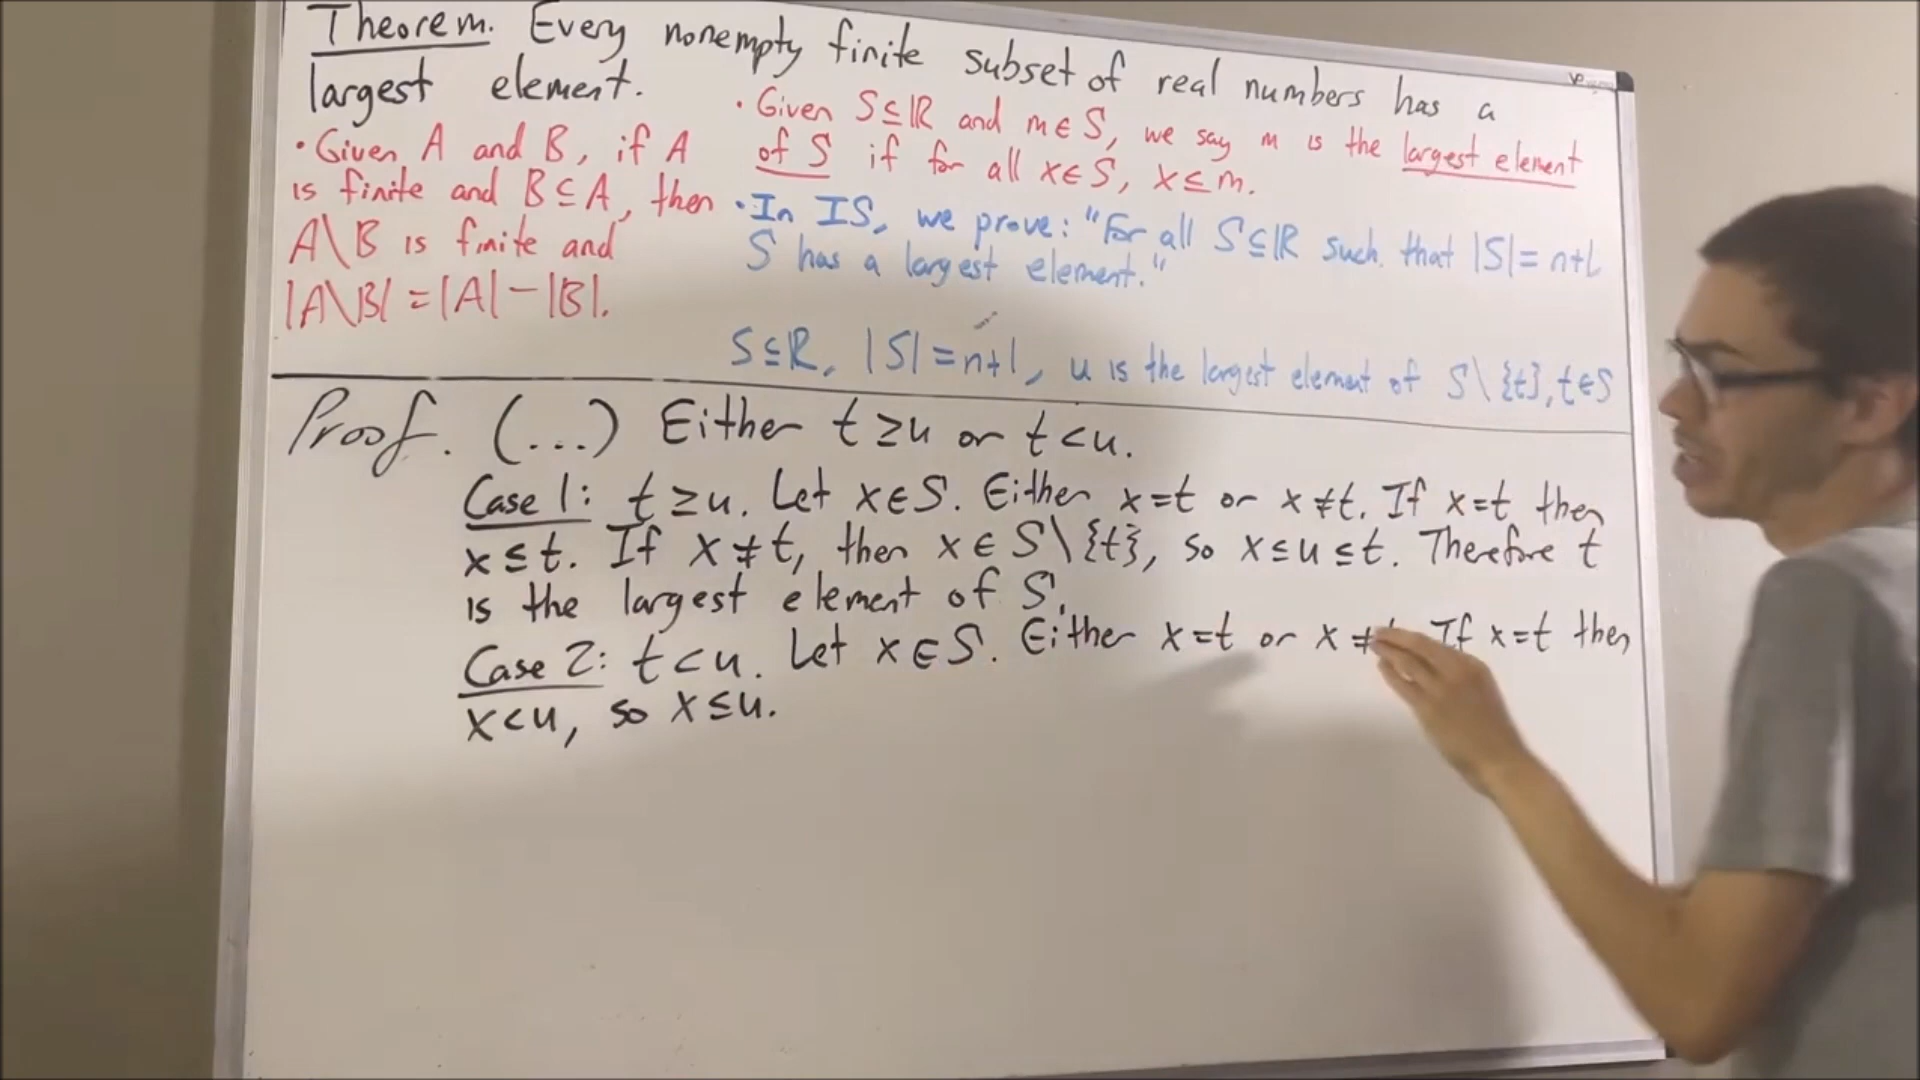 Theorem. Every nonempty finite subset of real numbers has a
largest element.
• Given A and B, if A
is finite and B⊆A, then
A\B is finite and
|A\B| = |A| - |B|.
• Given S⊆ℝ and m∈S, we say m is the largest element
of S if for all x∈S, x≤m.
• In IS, we prove: "For all S⊆ℝ such that |S|=n+1
S has a largest element."
S⊆ℝ, |S|=n+1, u is the largest element of S\{t}, t∈S
Proof. (...) Either t≥u or t<u.
Case 1: t≥u. Let x∈S. Either x=t or x≠t. If x=t then
x≤t. If x≠t, then x∈S\{t}, so x≤u≤t. Therefore t
is the largest element of S.
Case 2: t<u. Let x∈S. Either x=t or x≠ If x=t then
x<u, so x≤u.